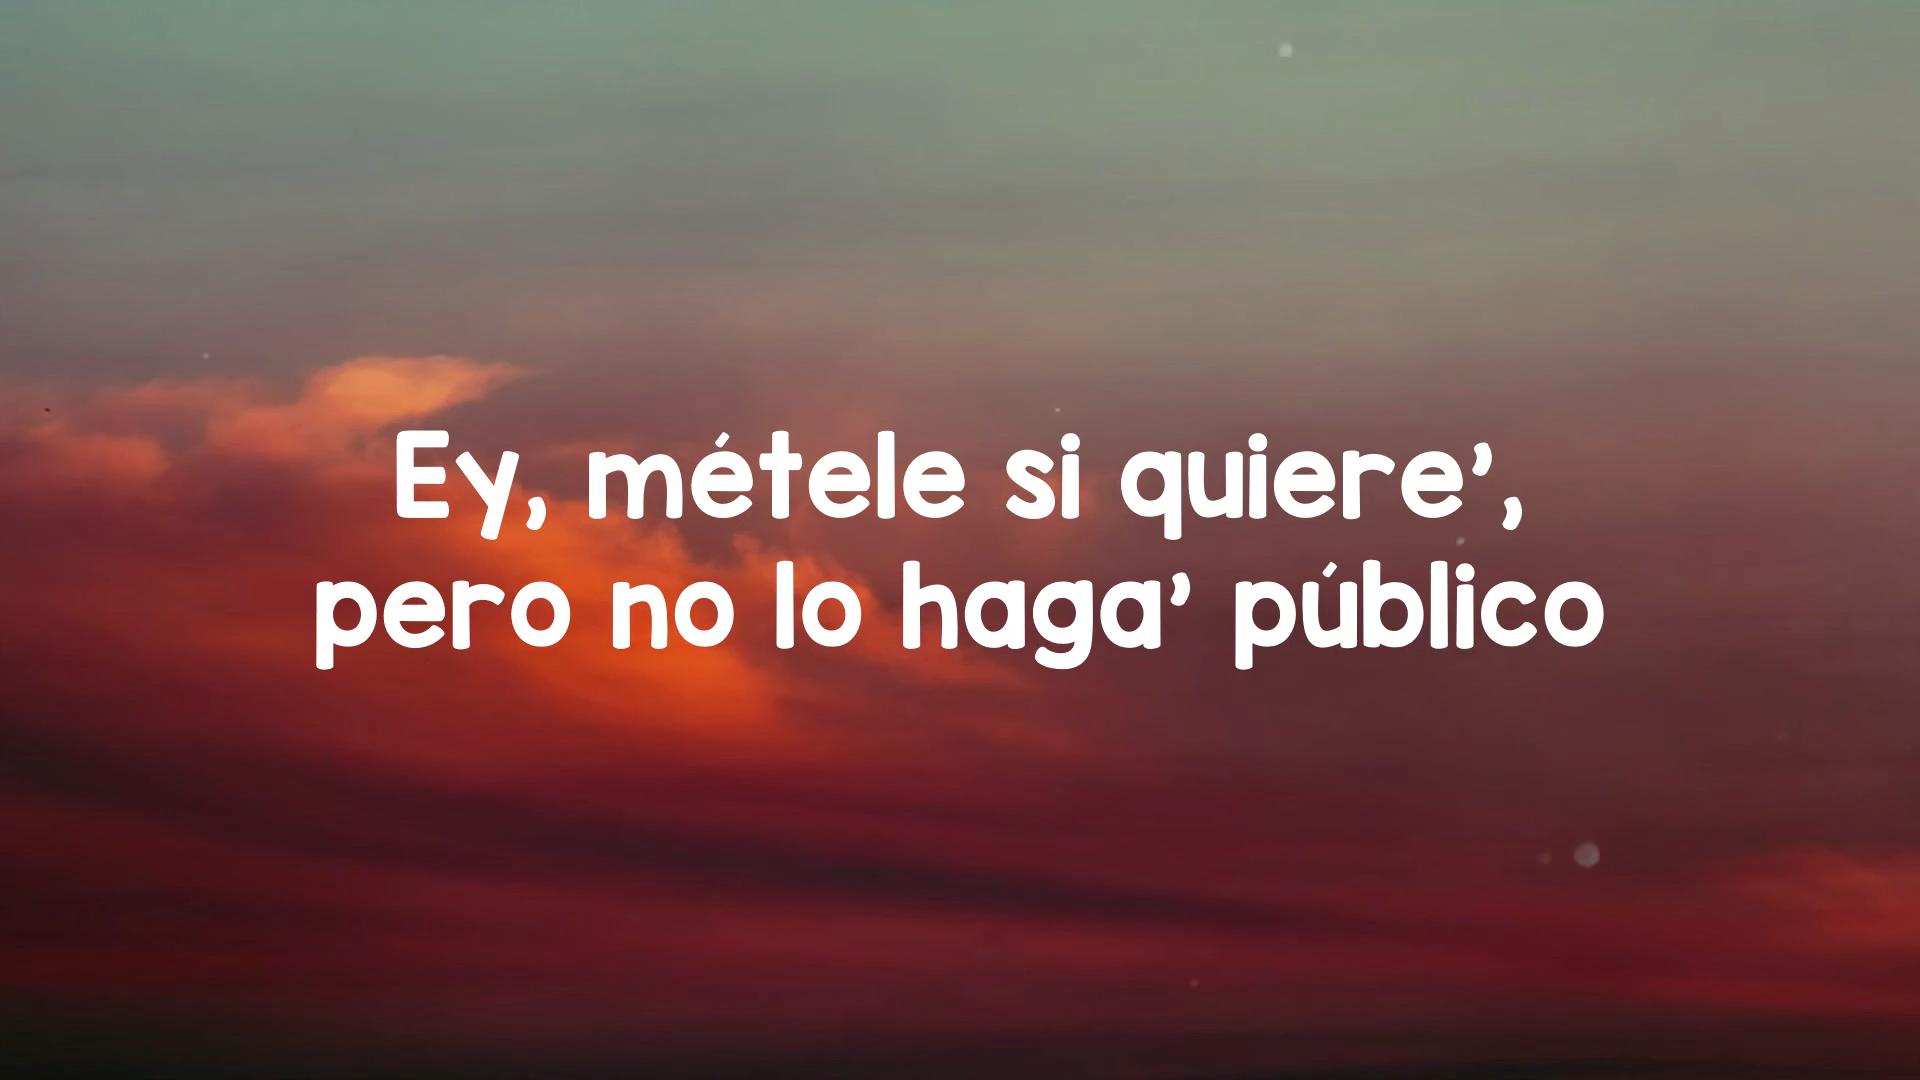 Ey, métele si quiere’,
pero no lo haga’ público